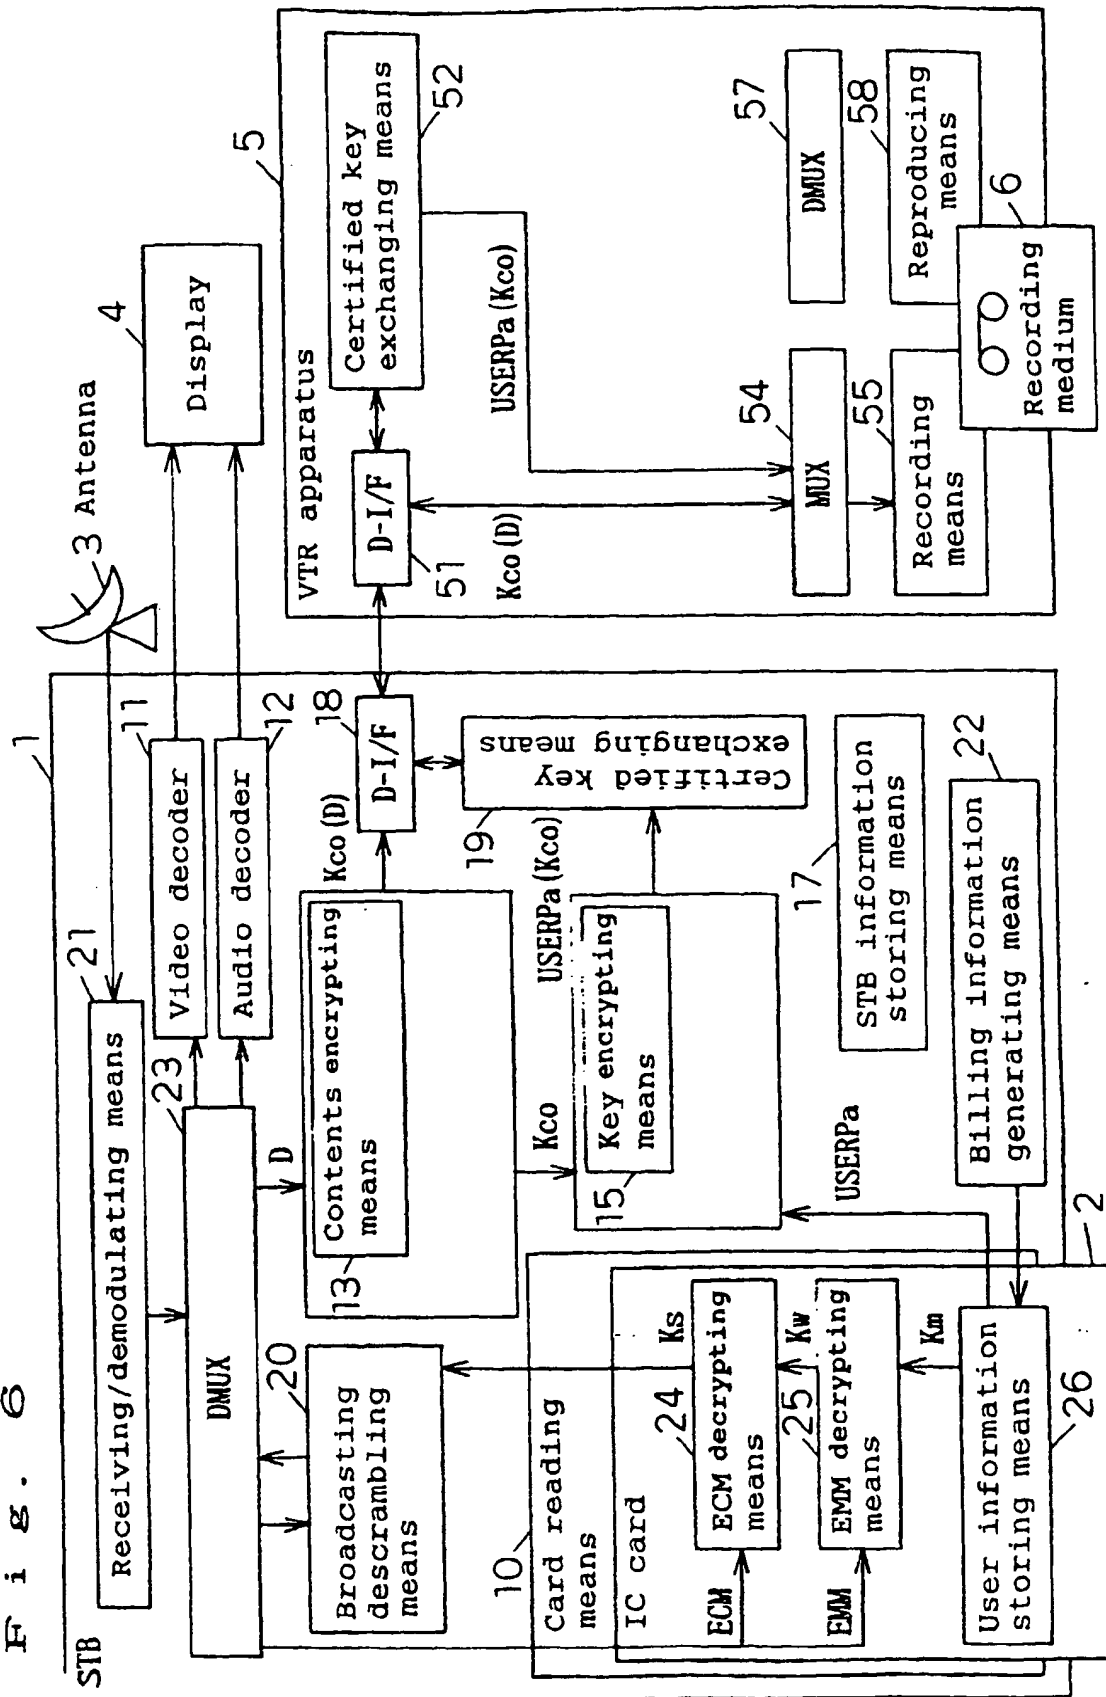 Fig. 6
STB
1
Receiving/demodulating means
21
3 Antenna
DMUX
23
Video decoder
11
Audio decoder
12
4
Display
D
20
Broadcasting
descrambling
means
Contents encrypting
means
13
Kco(D)
18
D-I/F
Kco
USERPa(Kco)
19
Certified key
exchanging means
Key encrypting
means
15
17
STB information
storing means
USERPa
22
Billing information
generating means
10
Card reading
means
2
IC card
Ks
24
ECM decrypting
means
ECM
Kw
25
EMM decrypting
means
EMM
Km
User information
storing means
26
5
VTR apparatus
Certified key
exchanging means
52
D-I/F
51
USERPa(Kco)
Kco(D)
54
MUX
57
DMUX
55
Recording
means
58
Reproducing
means
6
Recording
medium